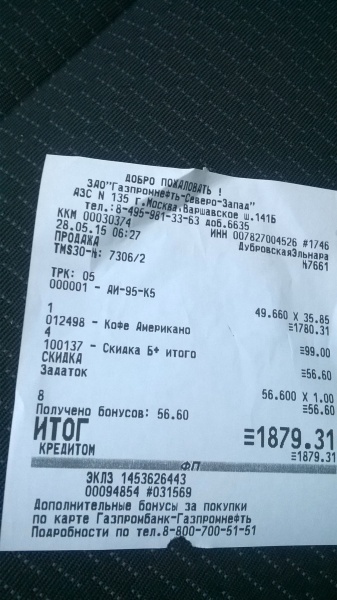 ДОБРО ПОЖАЛОВАТЬ !
ЗАО"Газпромнефть-Северо-Запад"
АЗС N 135 г.Москва,Варшавское ш.141Б
тел.:8-495-981-33-63 доб.6635
ККМ 00030374 ИНН 007827004526 #1746
28.05.15 06:27 ДубровскаяЭльнара
ПРОДАЖА №7661
TMS30-№: 7306/2
ТРК: 05
000001 - АИ-95-К5
49.660 X 35.85
1 ≡1780.31
012498 - Кофе Американо
4 ≡99.00
100137 - Скидка Б+ итого
СКИДКА ≡56.60
Задаток
56.600 X 1.00
8 ≡56.60
Получено бонусов: 56.60
ИТОГ ≡1879.31
КРЕДИТОМ ≡1879.31
ФП
ЭКЛЗ 1453626443
00094854 #031569
Дополнительные бонусы за покупки
по карте Газпромбанк-Газпромнефть
Подробности по тел.8-800-700-51-51